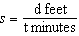 s = d feet / t minutes